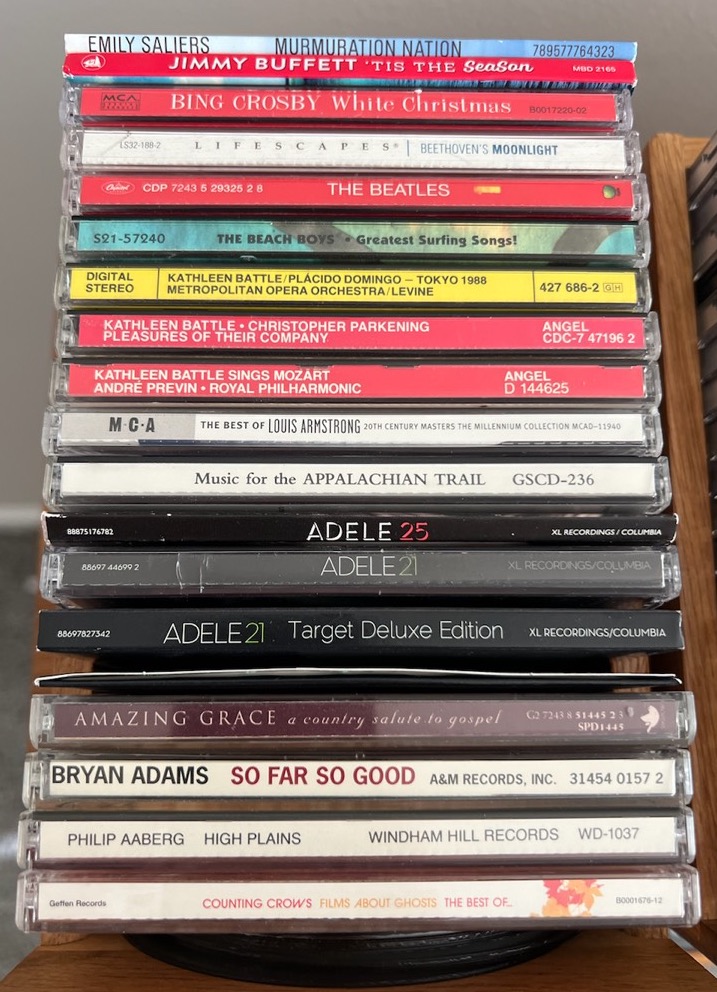 EMILY SALIERS MURMURATION NATION 789577764323
JIMMY BUFFETT 'TIS THE SeaSon MBD 2166
MCA BING CROSBY White Christmas B0017220-02
LS32-188-2 LIFESCAPES® | BEETHOVEN'S MOONLIGHT
Capitol CDP 7243 5 29325 2 8 THE BEATLES
S21-57240 THE BEACH BOYS • Greatest Surfing Songs!
DIGITAL STEREO
KATHLEEN BATTLE/PLÁCIDO DOMINGO – TOKYO 1988
METROPOLITAN OPERA ORCHESTRA/LEVINE
427 686-2 GH
KATHLEEN BATTLE • CHRISTOPHER PARKENING ANGEL
PLEASURES OF THEIR COMPANY CDC-7 47196 2
KATHLEEN BATTLE SINGS MOZART ANGEL
ANDRÉ PREVIN • ROYAL PHILHARMONIC D 144625
M·C·A THE BEST OF LOUIS ARMSTRONG 20TH CENTURY MASTERS THE MILLENNIUM COLLECTION MCAD-11940
Music for the APPALACHIAN TRAIL GSCD-236
88875176782 ADELE 25 XL RECORDINGS / COLUMBIA
88697 44699 2 ADELE 21 XL RECORDINGS/COLUMBIA
88697827342 ADELE 21 Target Deluxe Edition XL RECORDINGS/COLUMBIA
AMAZING GRACE a country salute to gospel G2 7243 8 51445 2 3
SPD1445
BRYAN ADAMS SO FAR SO GOOD A&M RECORDS, INC. 31454 0157 2
PHILIP AABERG HIGH PLAINS WINDHAM HILL RECORDS WD-1037
Geffen Records COUNTING CROWS FILMS ABOUT GHOSTS THE BEST OF... B0001676-12